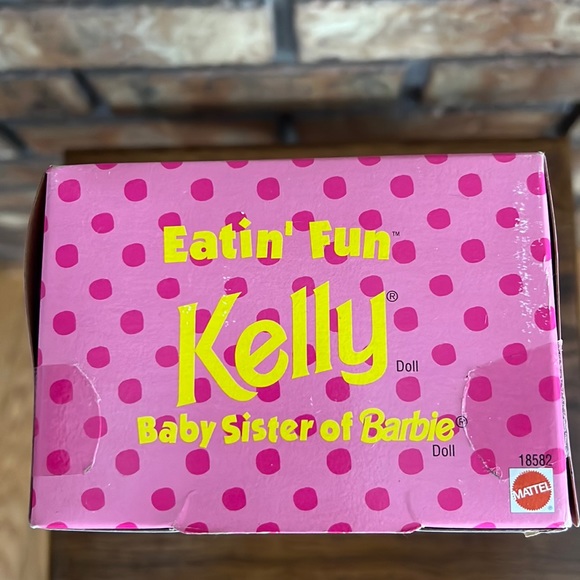 Eatin' Fun™
Kelly® Doll
Baby Sister of Barbie® Doll
18582
MATTEL